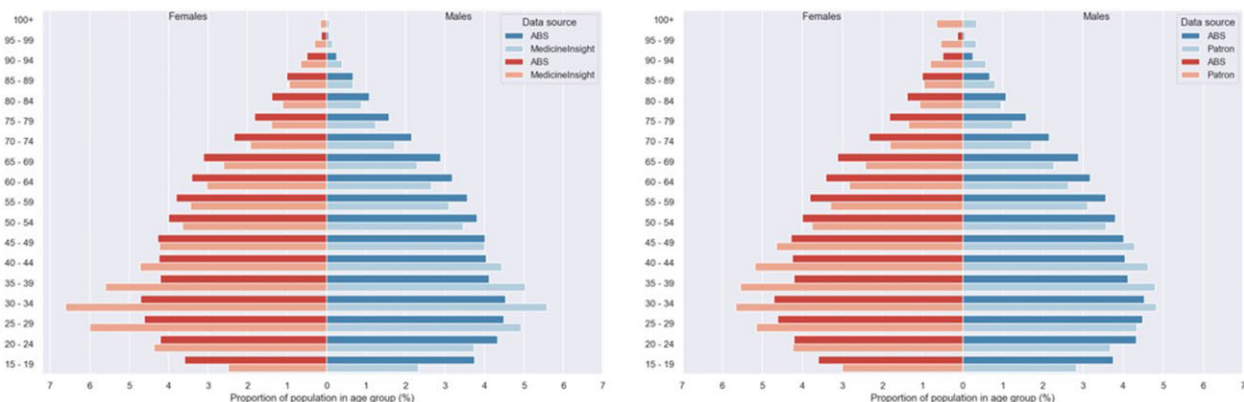 Females
Males
Data source
ABS
MedicineInsight
ABS
MedicineInsight
100+
95 - 99
90 - 94
85 - 89
80 - 84
75 - 79
70 - 74
65 - 69
60 - 64
55 - 59
50 - 54
45 - 49
40 - 44
35 - 39
30 - 34
25 - 29
20 - 24
15 - 19
7 6 5 4 3 2 1 0 1 2 3 4 5 6 7
Proportion of population in age group (%)
Females
Males
Data source
ABS
Patron
ABS
Patron
100+
95 - 99
90 - 94
85 - 89
80 - 84
75 - 79
70 - 74
65 - 69
60 - 64
55 - 59
50 - 54
45 - 49
40 - 44
35 - 39
30 - 34
25 - 29
20 - 24
15 - 19
7 6 5 4 3 2 1 0 1 2 3 4 5 6 7
Proportion of population in age group (%)